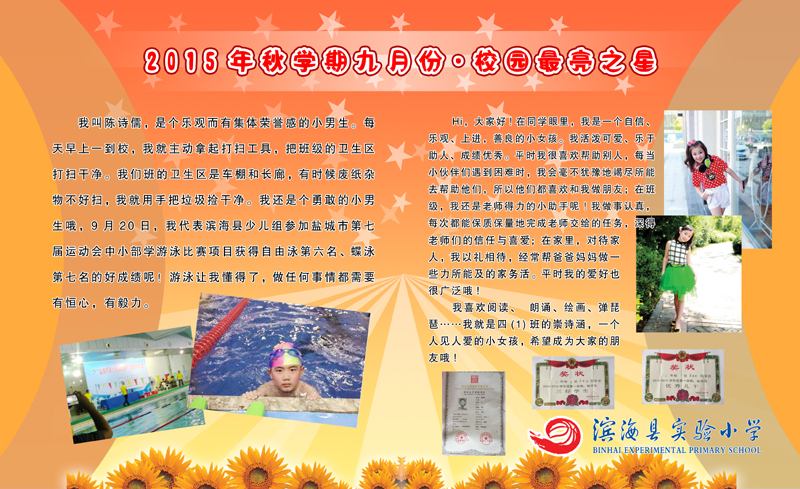 2015年秋学期九月份·校园最亮之星
我叫陈诗儒，是个乐观而有集体荣誉感的小男生。每
天早上一到校，我就主动拿起打扫工具，把班级的卫生区
打扫干净。我们班的卫生区是车棚和长廊，有时候废纸杂
物不好扫，我就用手把垃圾捡干净。我还是个勇敢的小男
生哦，9月20日，我代表滨海县少儿组参加盐城市第七
届运动会中小部学游泳比赛项目获得自由泳第六名、蝶泳
第七名的好成绩呢！游泳让我懂得了，做任何事情都需要
有恒心，有毅力。
Hi，大家好！在同学眼里，我是一个自信、
乐观、上进，善良的小女孩。我活泼可爱、乐于
助人、成绩优秀。平时我很喜欢帮助别人，每当
小伙伴们遇到困难时，我会毫不犹豫地竭尽所能
去帮助他们，所以他们都喜欢和我做朋友；在班
级，我还是老师得力的小助手呢！我做事认真，
每次都能保质保量地完成老师交给的任务，深得
老师们的信任与喜爱；在家里，对待家
人，我以礼相待，经常帮爸爸妈妈做一
些力所能及的家务活。平时我的爱好也
很广泛哦！
我喜欢阅读、 朗诵、绘画、弹琵
琶……我就是四(1)班的崇诗涵，一个
人见人爱的小女孩，希望成为大家的朋
友哦！
奖状
奖状
滨海县实验小学
BINHAI EXPERIMENTAL PRIMARY SCHOOL